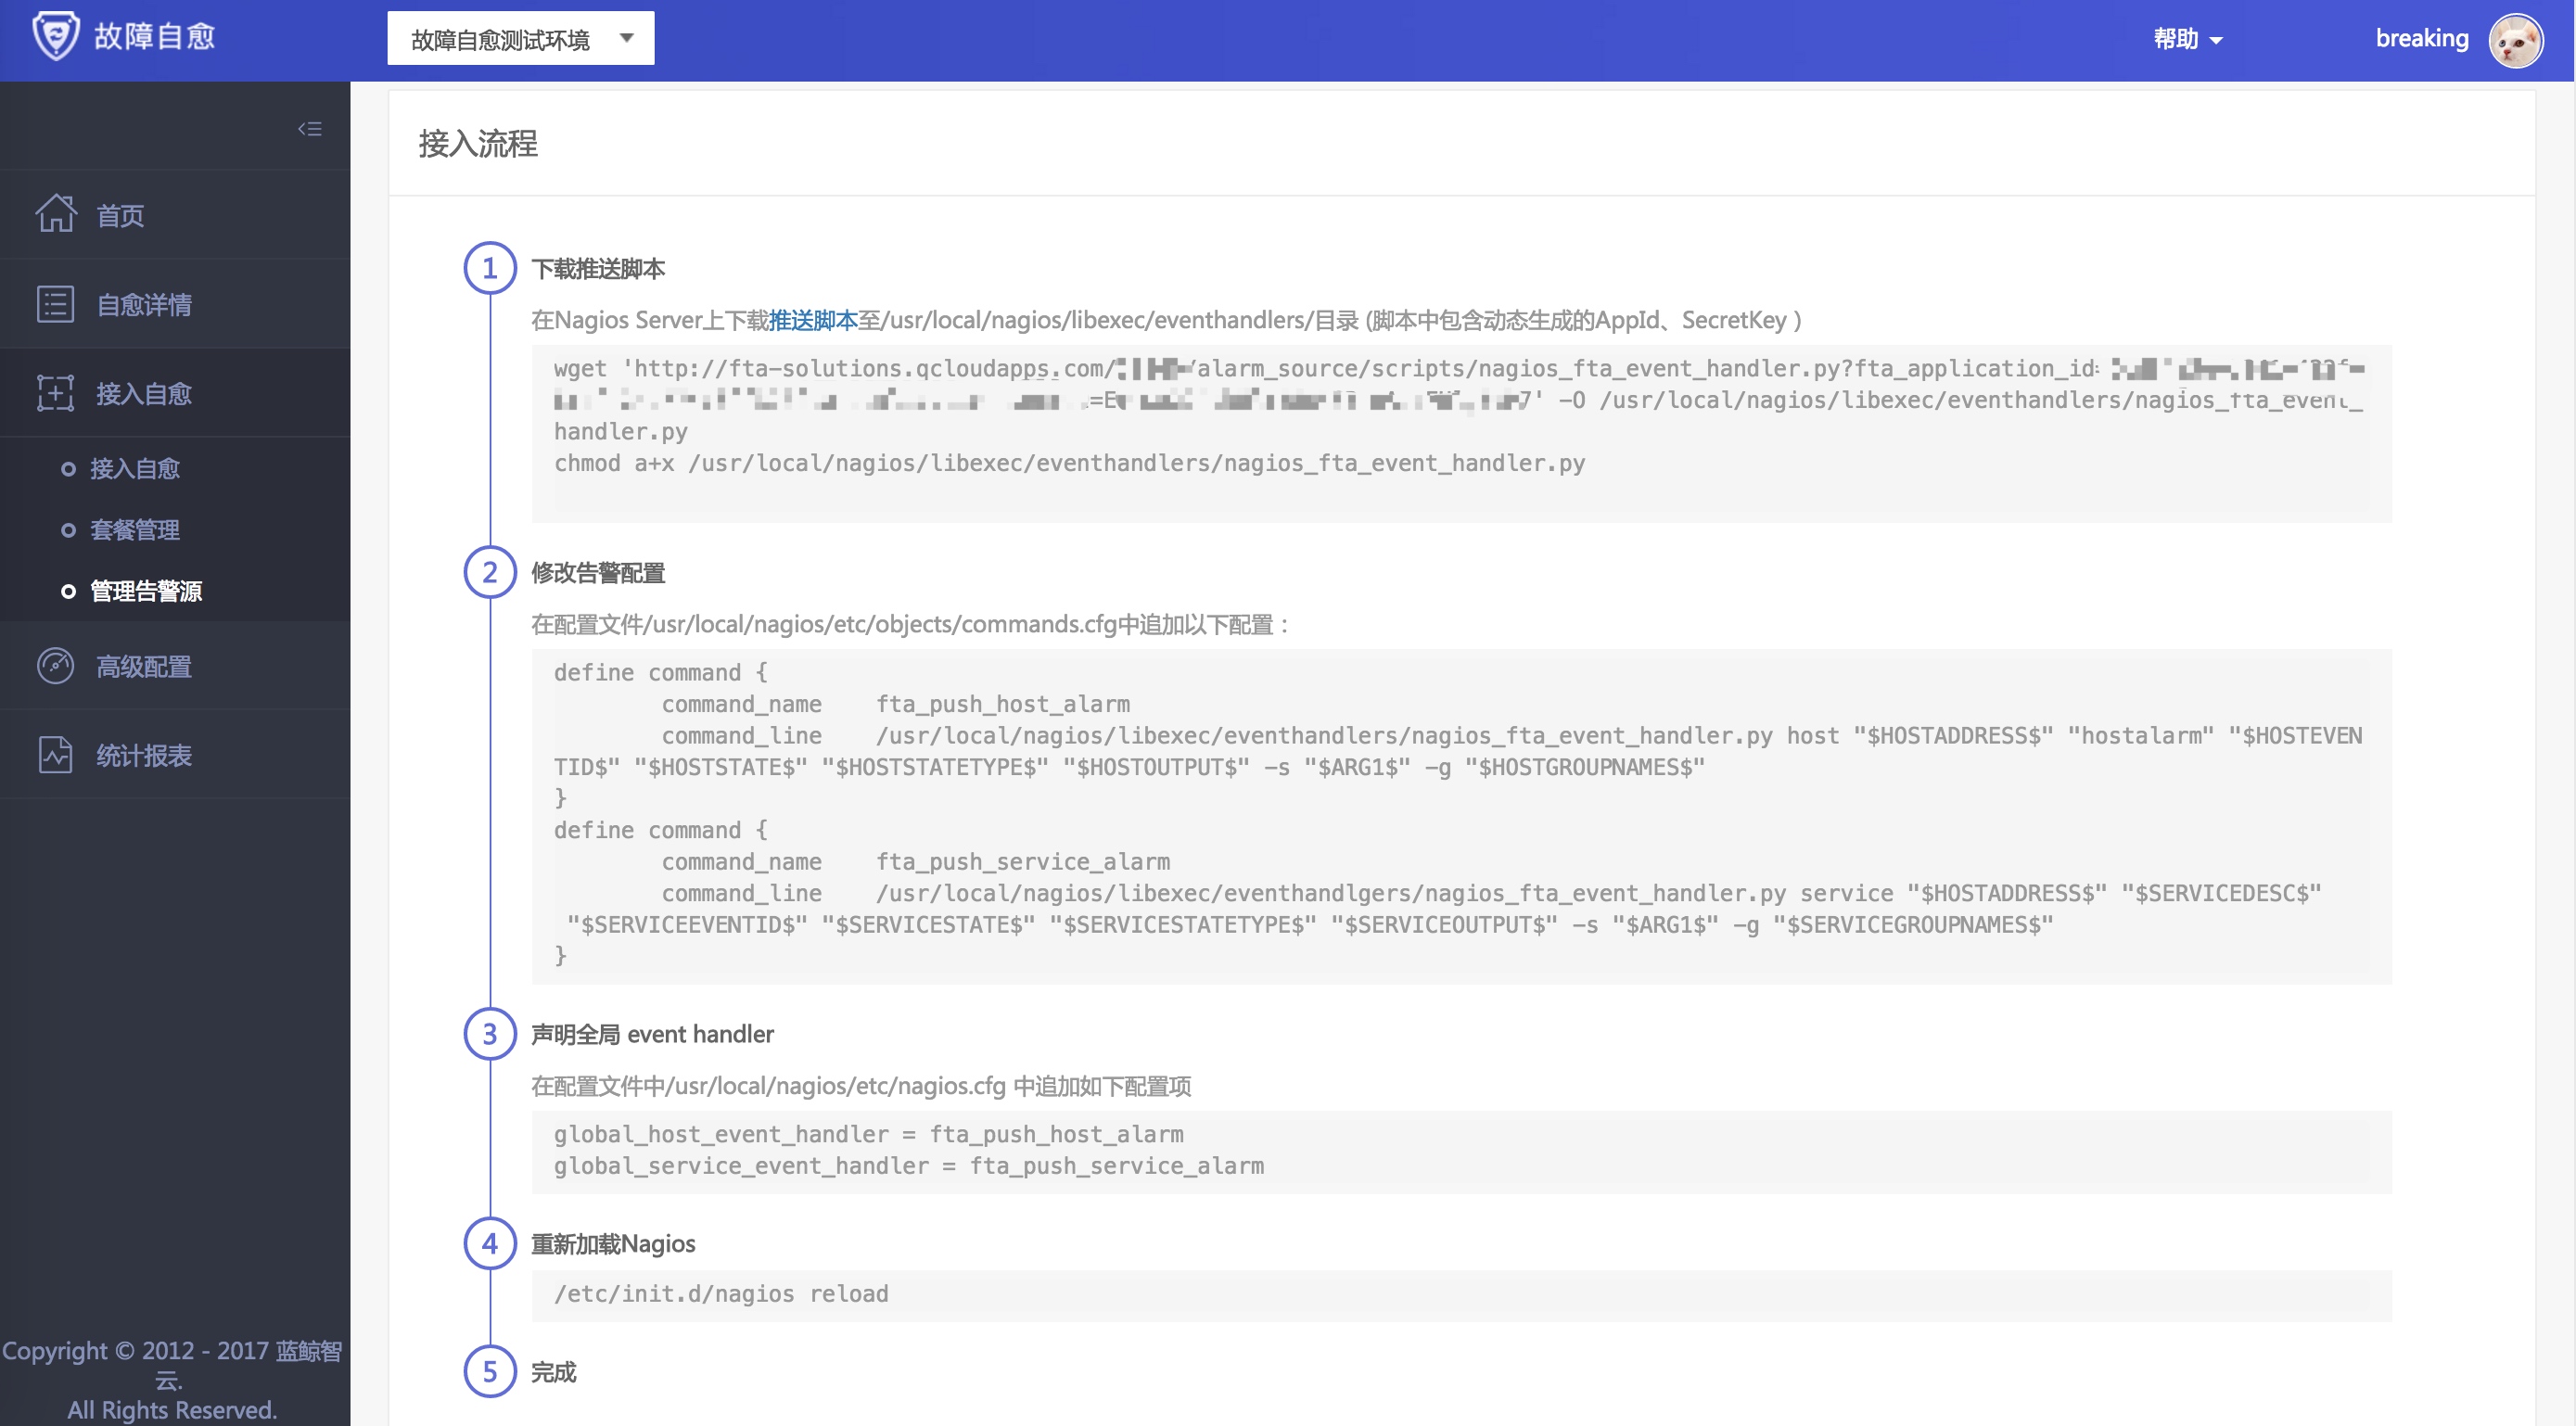 故障自愈
故障自愈测试环境
帮助
breaking
首页
自愈详情
接入自愈
接入自愈
套餐管理
管理告警源
高级配置
统计报表
Copyright © 2012 - 2017 蓝鲸智
云.
All Rights Reserved.
接入流程
1 下载推送脚本
在Nagios Server上下载推送脚本至/usr/local/nagios/libexec/eventhandlers/目录 (脚本中包含动态生成的AppId、SecretKey )
wget 'http://fta-solutions.qcloudapps.com/ /alarm_source/scripts/nagios_fta_event_handler.py?fta_application_id=
=E 7' -O /usr/local/nagios/libexec/eventhandlers/nagios_fta_event_
handler.py
chmod a+x /usr/local/nagios/libexec/eventhandlers/nagios_fta_event_handler.py
2 修改告警配置
在配置文件/usr/local/nagios/etc/objects/commands.cfg中追加以下配置：
define command {
command_name fta_push_host_alarm
command_line /usr/local/nagios/libexec/eventhandlers/nagios_fta_event_handler.py host "$HOSTADDRESS$" "hostalarm" "$HOSTEVEN
TID$" "$HOSTSTATE$" "$HOSTSTATETYPE$" "$HOSTOUTPUT$" -s "$ARG1$" -g "$HOSTGROUPNAMES$"
}
define command {
command_name fta_push_service_alarm
command_line /usr/local/nagios/libexec/eventhandlgers/nagios_fta_event_handler.py service "$HOSTADDRESS$" "$SERVICEDESC$"
"$SERVICEEVENTID$" "$SERVICESTATE$" "$SERVICESTATETYPE$" "$SERVICEOUTPUT$" -s "$ARG1$" -g "$SERVICEGROUPNAMES$"
}
3 声明全局 event handler
在配置文件中/usr/local/nagios/etc/nagios.cfg 中追加如下配置项
global_host_event_handler = fta_push_host_alarm
global_service_event_handler = fta_push_service_alarm
4 重新加载Nagios
/etc/init.d/nagios reload
5 完成